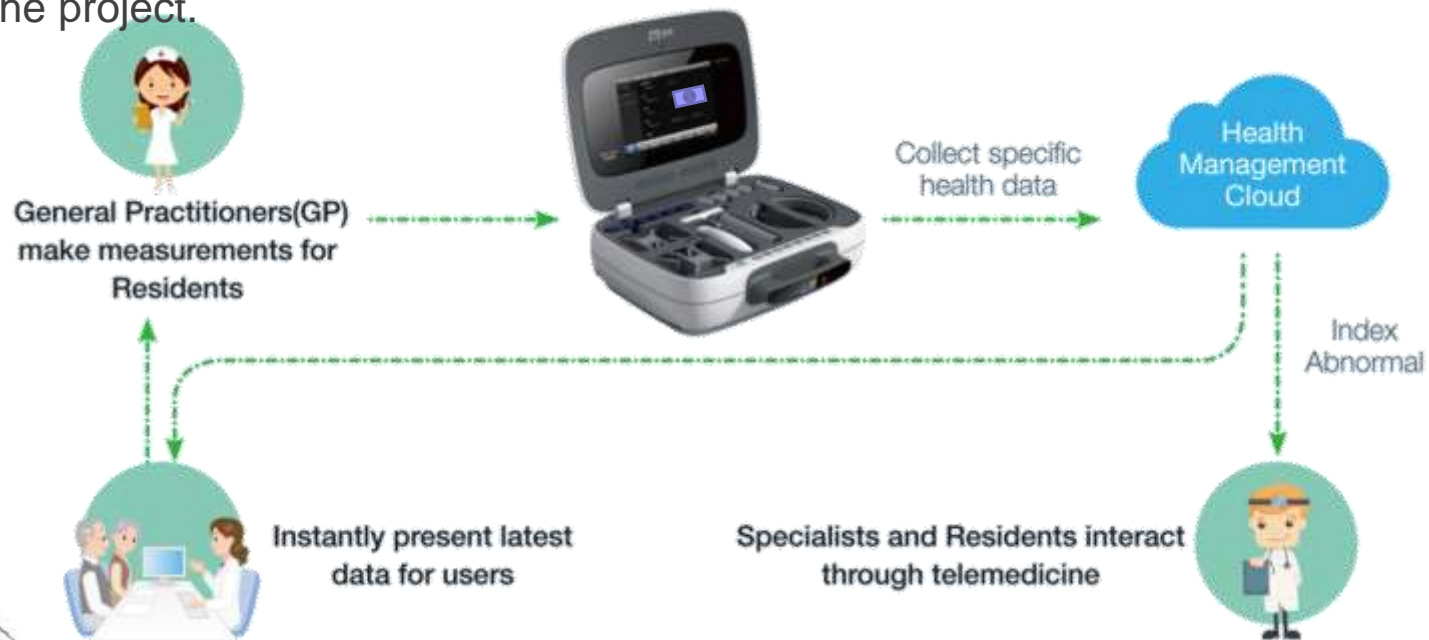 ne project.
General Practitioners(GP)
make measurements for
Residents
Collect specific
health data
Health
Management
Cloud
Index
Abnormal
Instantly present latest
data for users
Specialists and Residents interact
through telemedicine